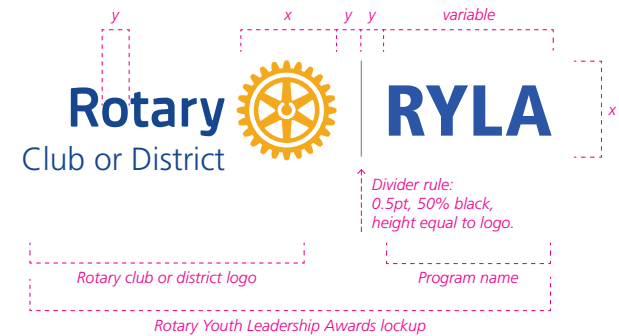 y
x
y
y
variable
Rotary
Club or District
RYLA
x
Divider rule:
0.5pt, 50% black,
height equal to logo.
Rotary club or district logo
Program name
Rotary Youth Leadership Awards lockup